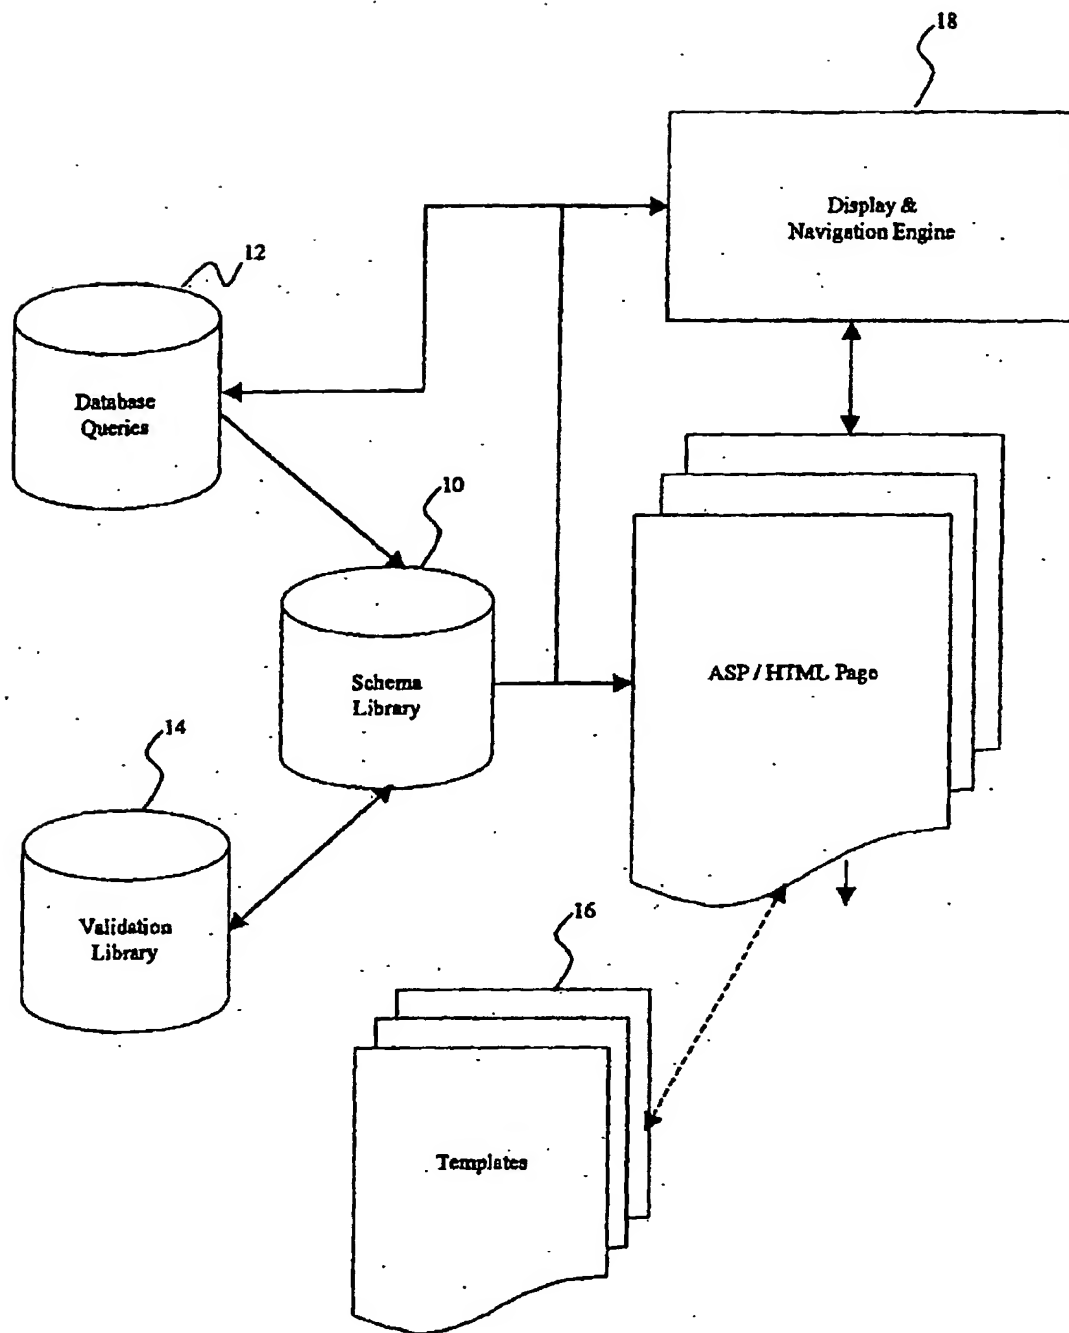 18
Display &
Navigation Engine
12
Database
Queries
10
Schema
Library
ASP / HTML Page
14
Validation
Library
16
Templates